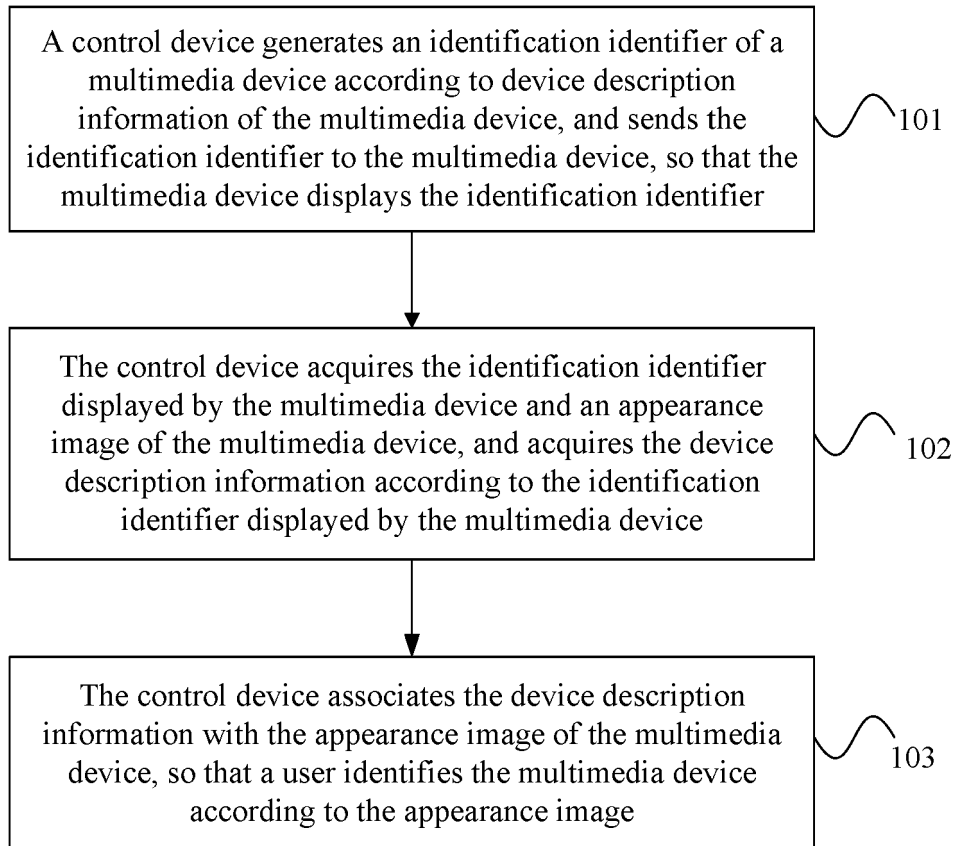 A control device generates an identification identifier of a
multimedia device according to device description
information of the multimedia device, and sends the
identification identifier to the multimedia device, so that the
multimedia device displays the identification identifier
101
The control device acquires the identification identifier
displayed by the multimedia device and an appearance
image of the multimedia device, and acquires the device
description information according to the identification
identifier displayed by the multimedia device
102
The control device associates the device description
information with the appearance image of the multimedia
device, so that a user identifies the multimedia device
according to the appearance image
103